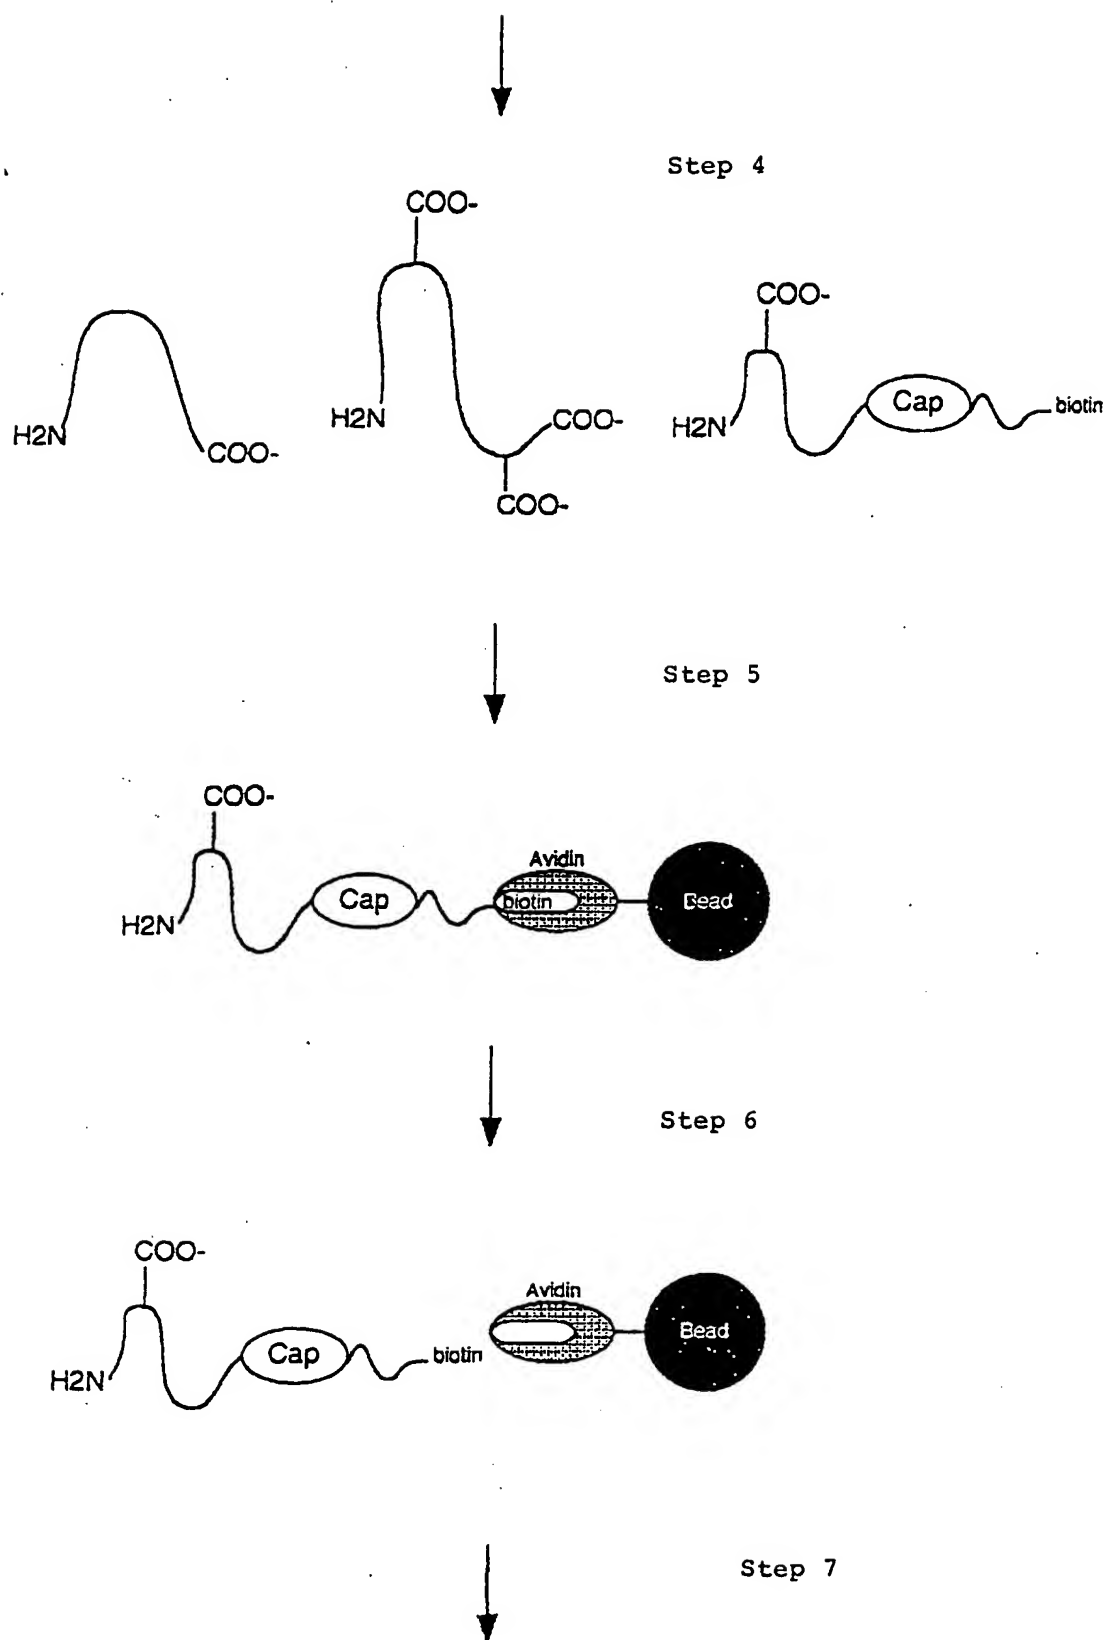 Step 4
COO-
COO-
H2N
COO-
H2N
COO-
COO-
H2N
Cap
biotin
Step 5
COO-
H2N
Cap
Avidin
biotin
Bead
Step 6
COO-
H2N
Cap
biotin
Avidin
Bead
Step 7